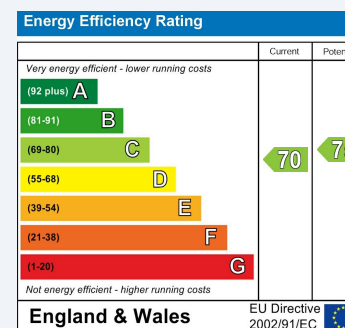 Energy Efficiency Rating
Current
Very energy efficient - lower running costs
(92 plus) A
(81-91) B
(69-80) C
70
(55-68) D
(39-54) E
(21-38) F
(1-20) G
Not energy efficient - higher running costs
England & Wales
EU Directive
2002/91/EC